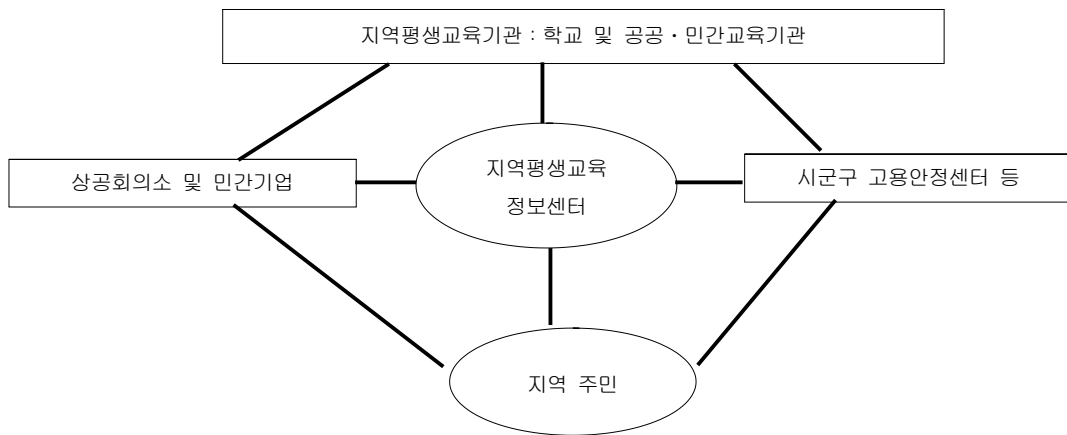 지역평생교육기관 : 학교 및 공공·민간교육기관
상공회의소 및 민간기업
지역평생교육
정보센터
시군구 고용안정센터 등
지역 주민